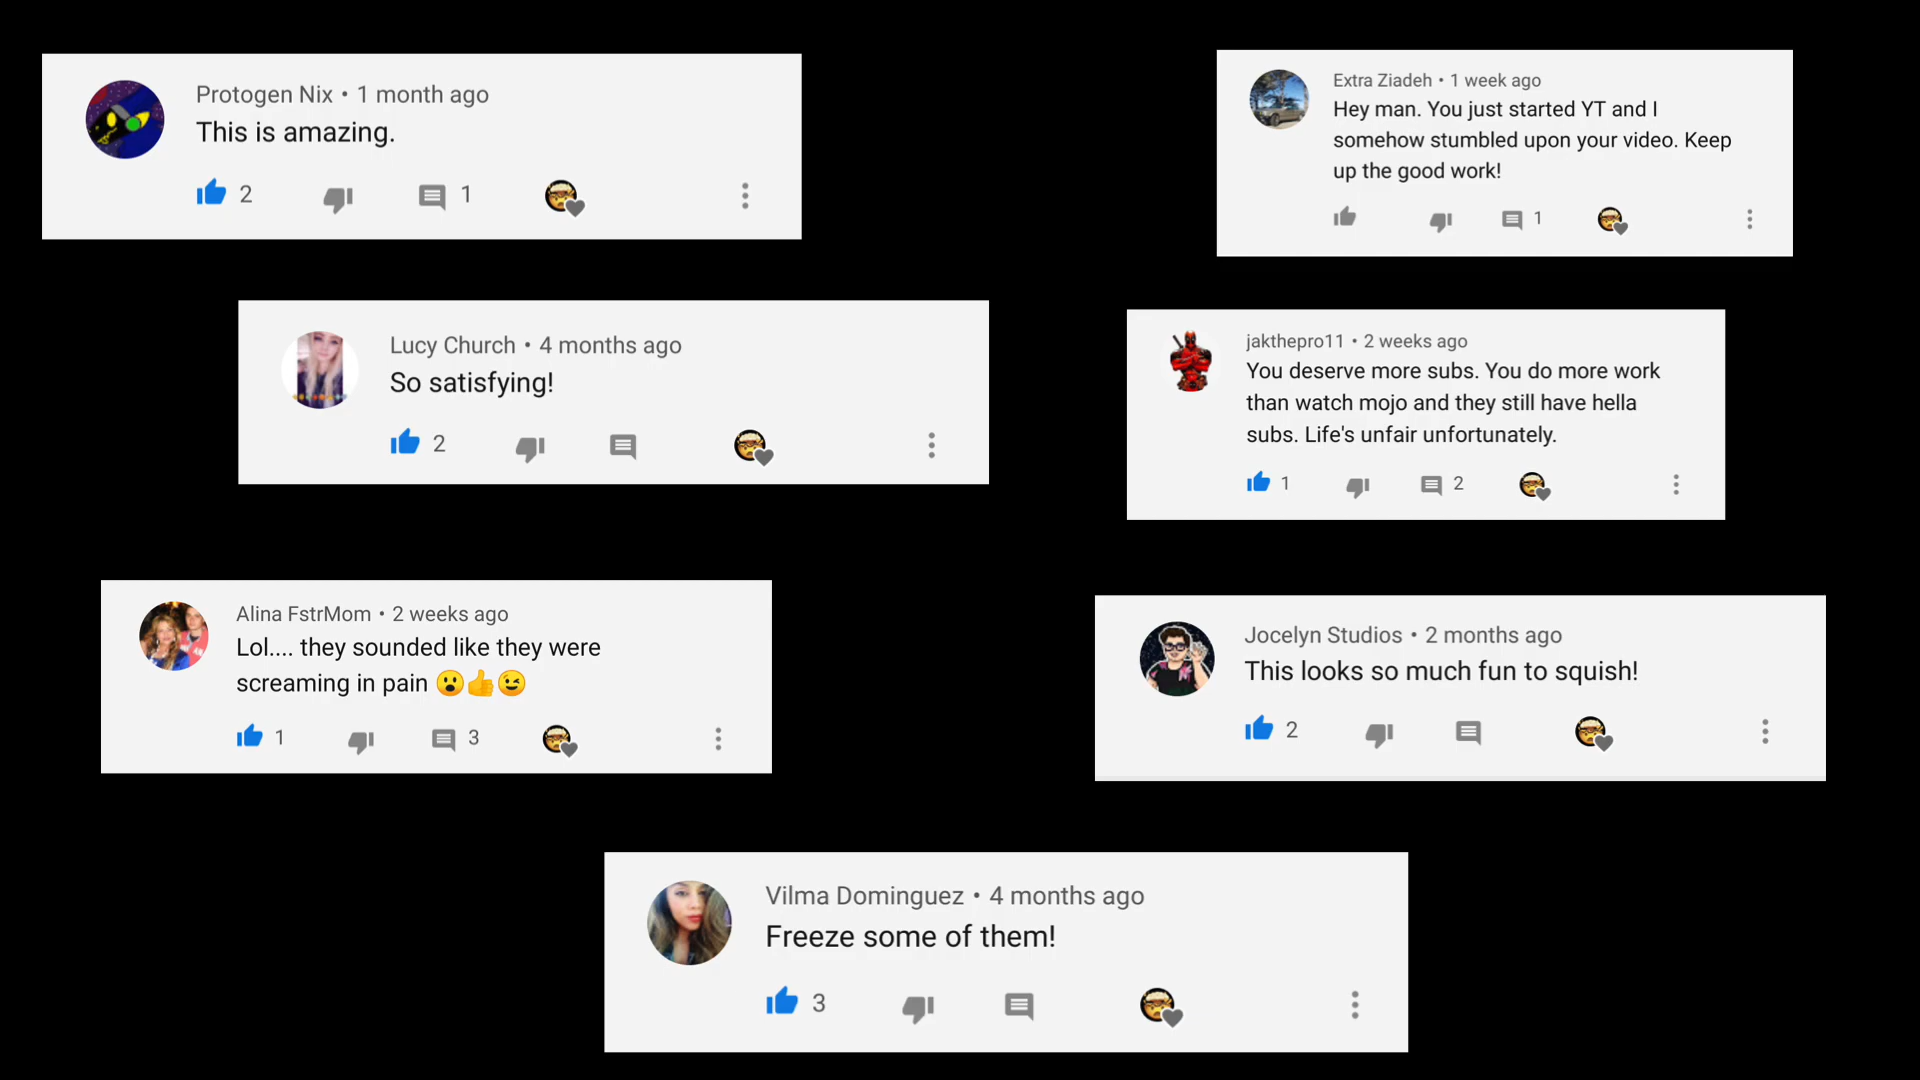 Protogen Nix • 1 month ago
This is amazing.
2 1
Extra Ziadeh • 1 week ago
Hey man. You just started YT and I
somehow stumbled upon your video. Keep
up the good work!
1
Lucy Church • 4 months ago
So satisfying!
2
jakthepro11 • 2 weeks ago
You deserve more subs. You do more work
than watch mojo and they still have hella
subs. Life's unfair unfortunately.
1 2
Alina FstrMom • 2 weeks ago
Lol.... they sounded like they were
screaming in pain 😮👍😉
1 3
Jocelyn Studios • 2 months ago
This looks so much fun to squish!
2
Vilma Dominguez • 4 months ago
Freeze some of them!
3